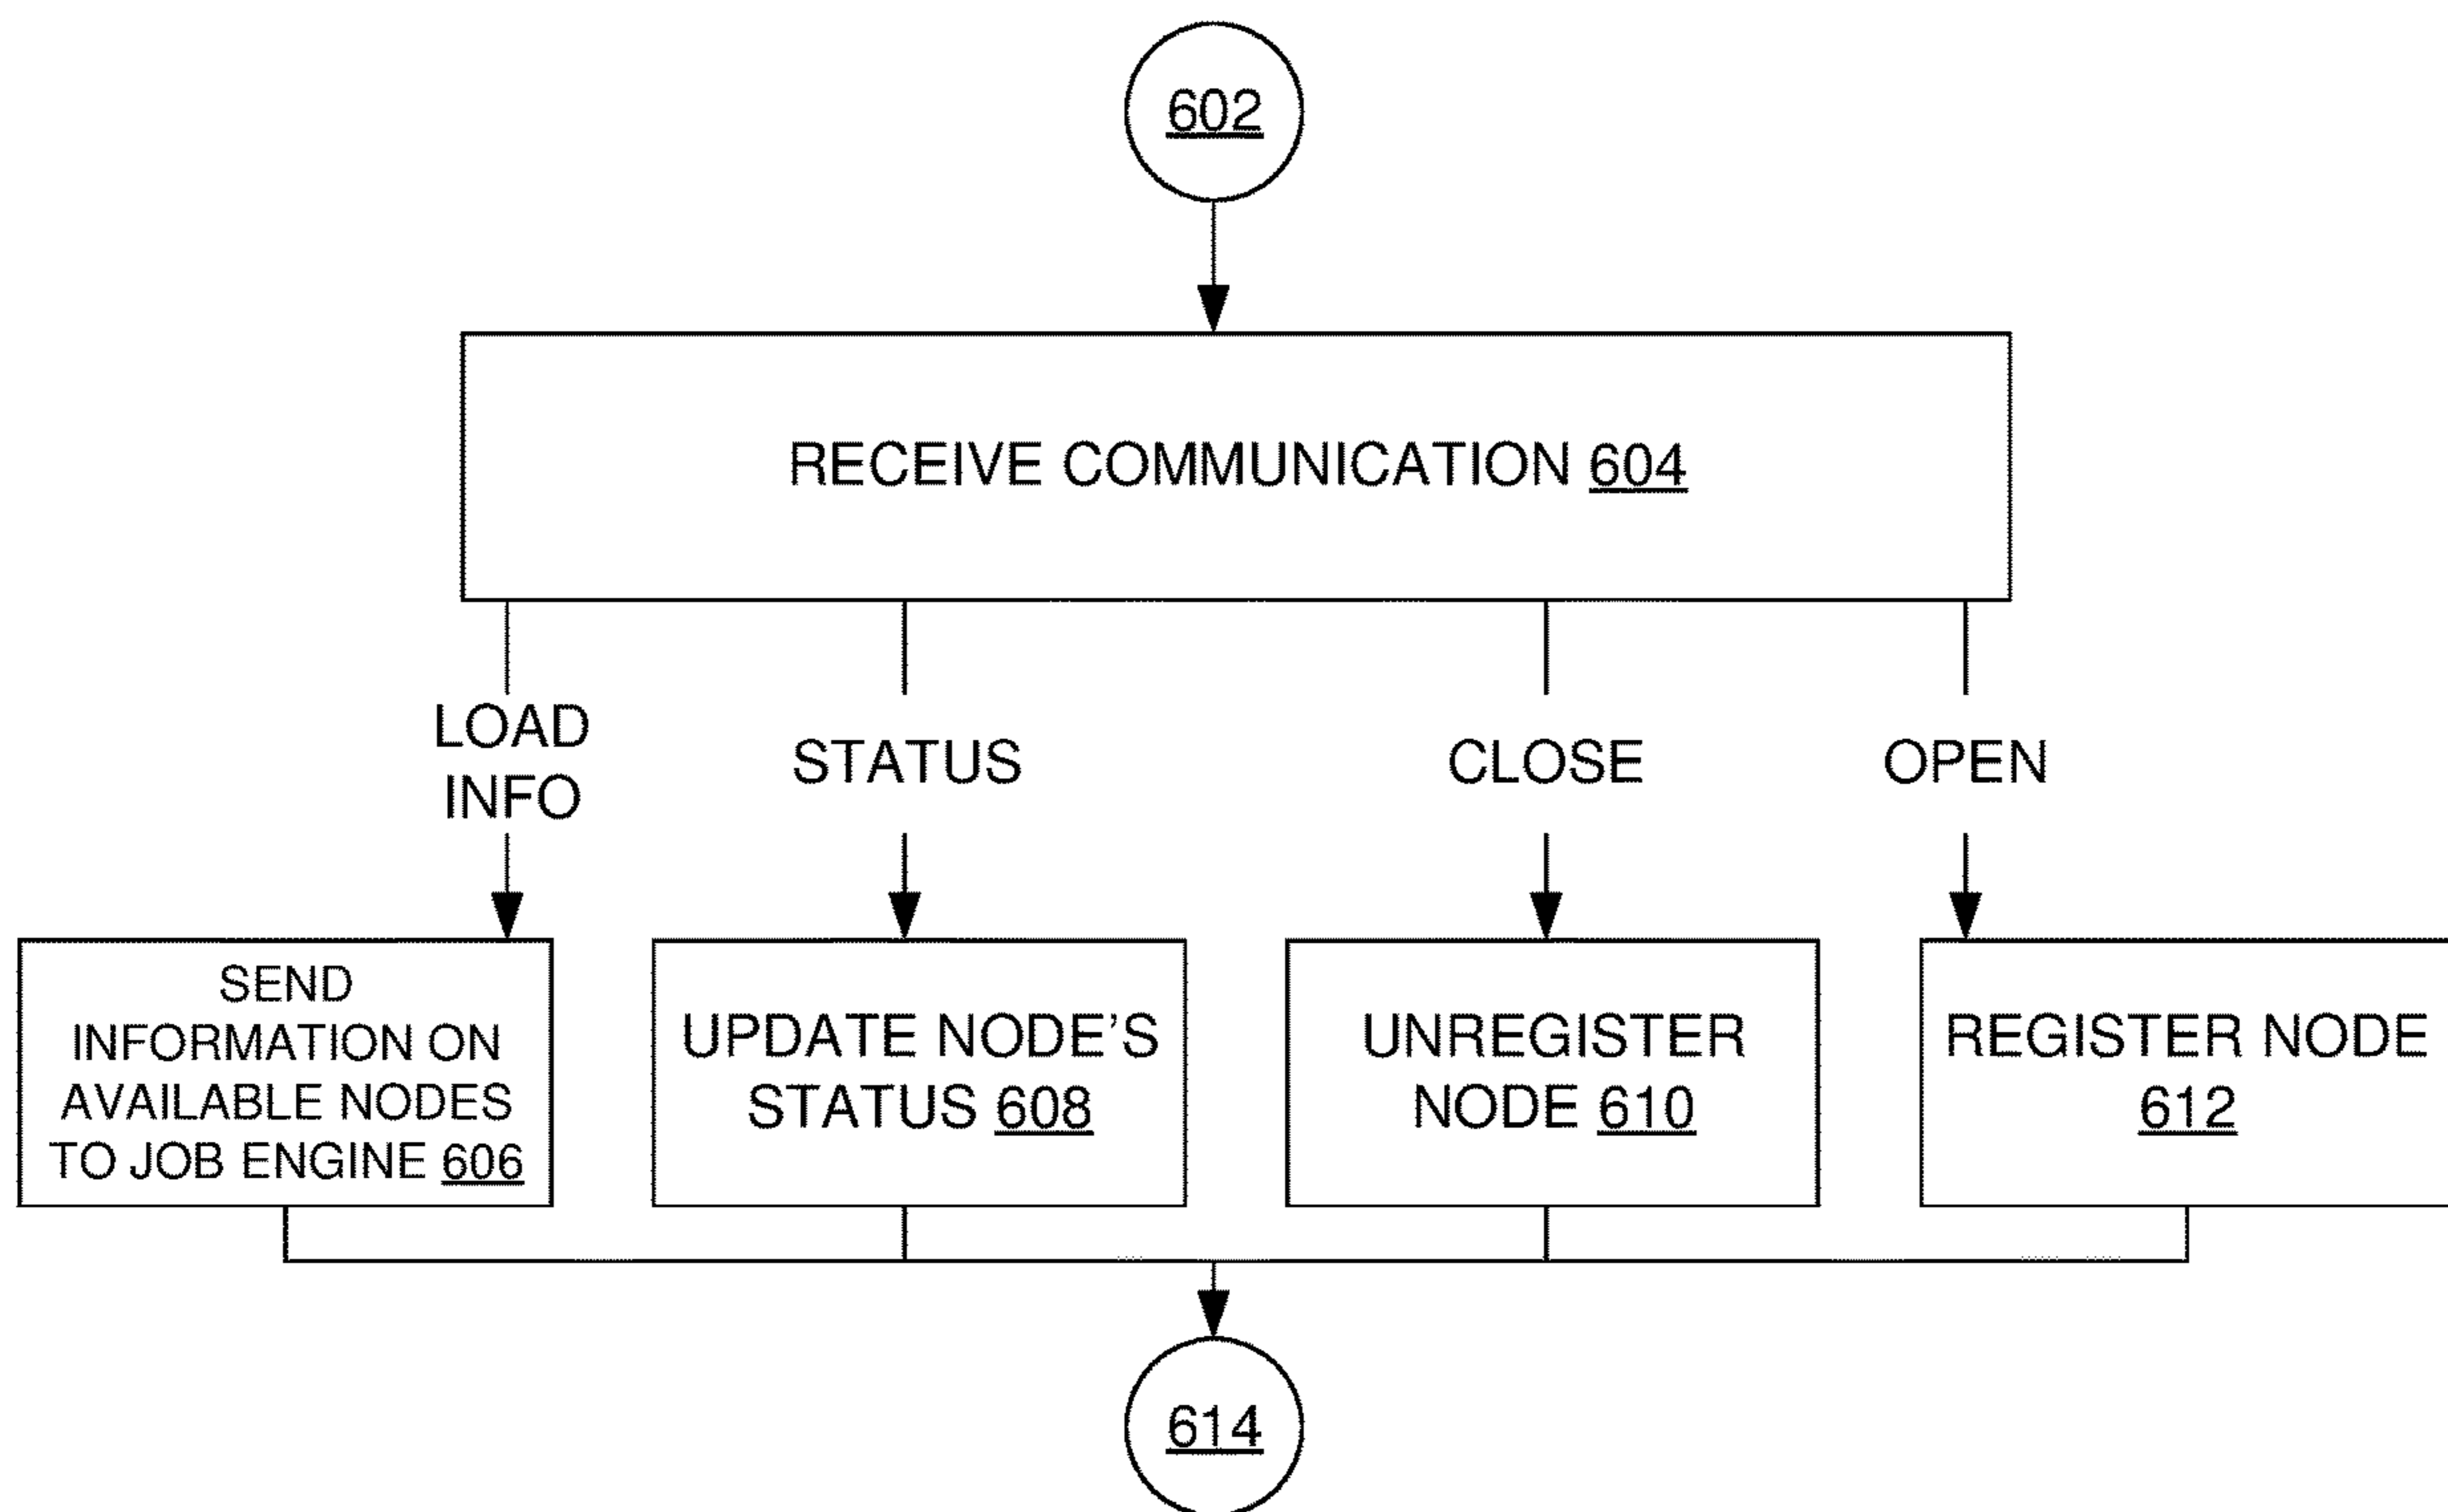 602
RECEIVE COMMUNICATION 604
LOAD
INFO
STATUS
CLOSE
OPEN
SEND
INFORMATION ON
AVAILABLE NODES
TO JOB ENGINE 606
UPDATE NODE’S
STATUS 608
UNREGISTER
NODE 610
REGISTER NODE
612
614